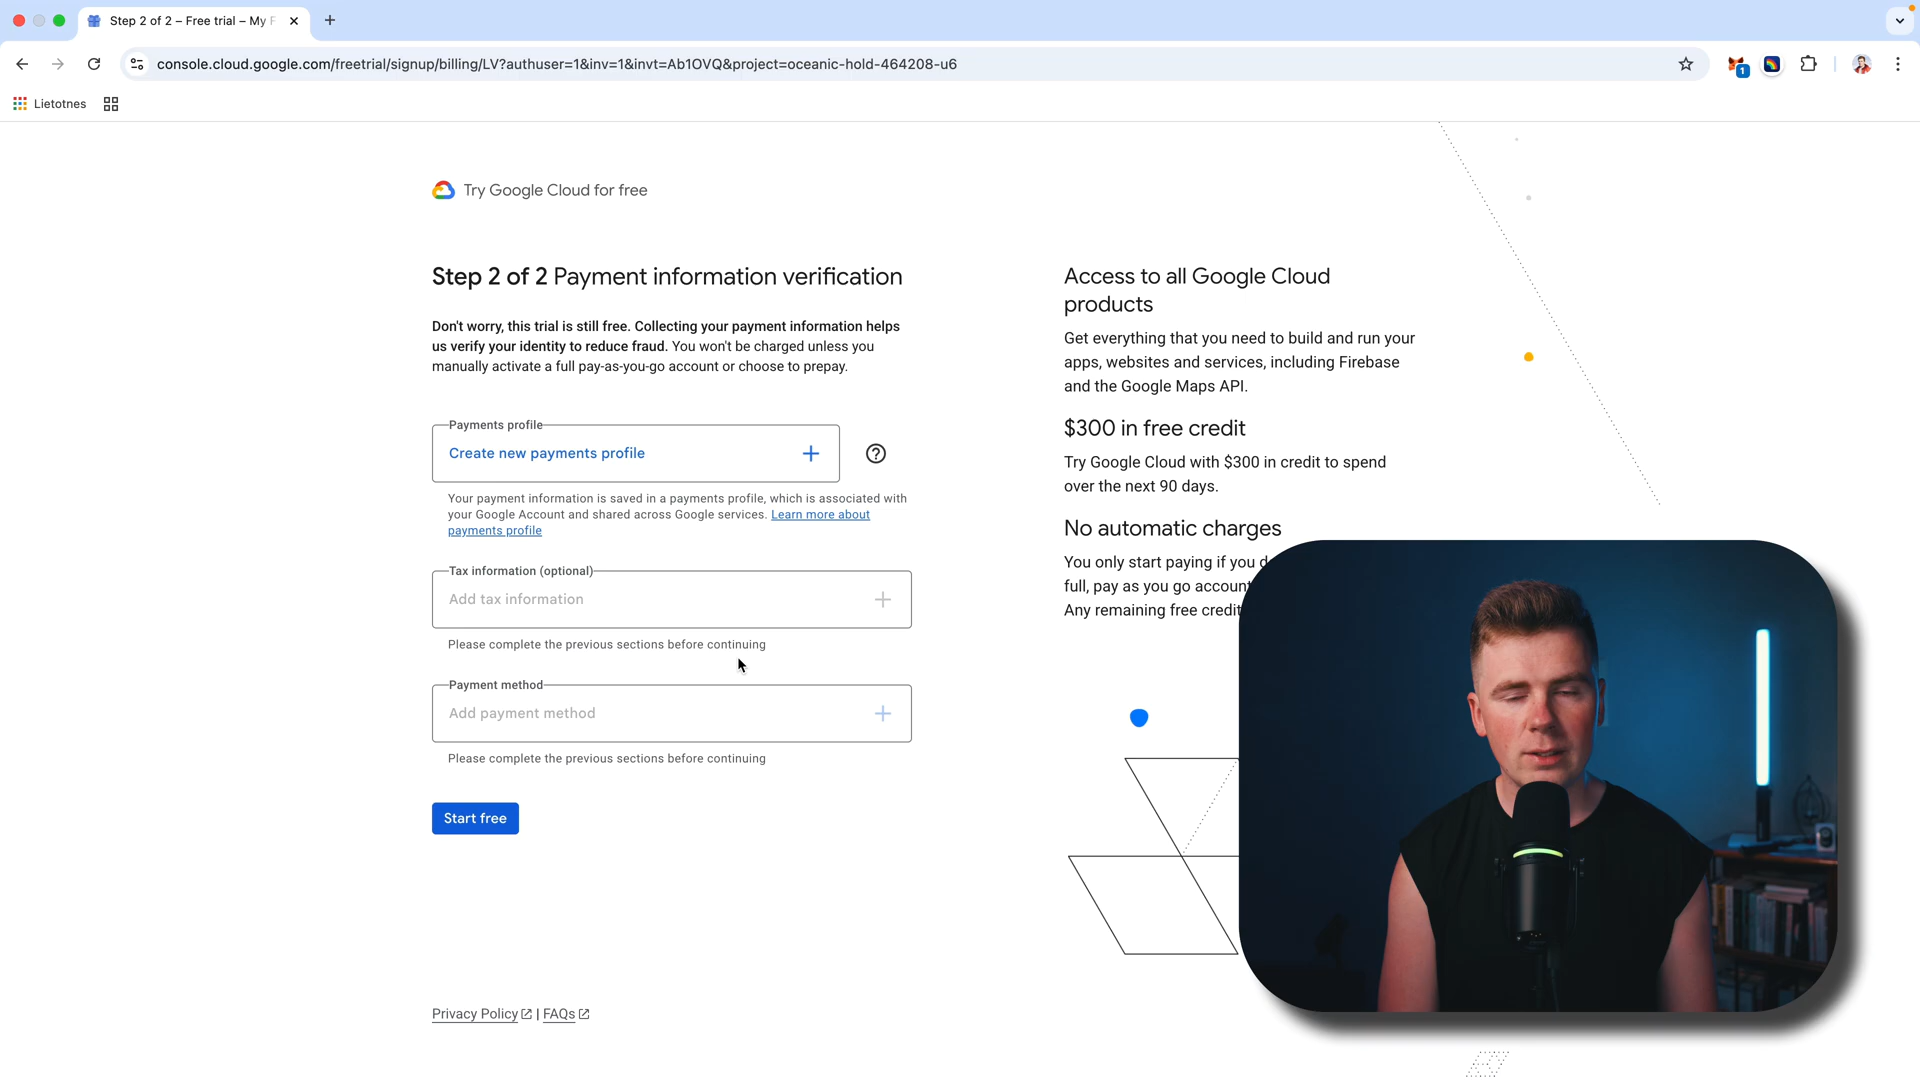 Step 2 of 2 – Free trial – My F
console.cloud.google.com/freetrial/signup/billing/LV?authuser=1&inv=1&invt=Ab1OVQ&project=oceanic-hold-464208-u6
1
Lietotnes
Try Google Cloud for free
Step 2 of 2 Payment information verification
Don't worry, this trial is still free. Collecting your payment information helps
us verify your identity to reduce fraud. You won't be charged unless you
manually activate a full pay-as-you-go account or choose to prepay.
Payments profile
Create new payments profile
Your payment information is saved in a payments profile, which is associated with
your Google Account and shared across Google services. Learn more about
payments profile
Tax information (optional)
Add tax information
Please complete the previous sections before continuing
Payment method
Add payment method
Please complete the previous sections before continuing
Start free
Privacy Policy | FAQs
Access to all Google Cloud
products
Get everything that you need to build and run your
apps, websites and services, including Firebase
and the Google Maps API.
$300 in free credit
Try Google Cloud with $300 in credit to spend
over the next 90 days.
No automatic charges
You only start paying if you
full, pay as you go account
Any remaining free credit